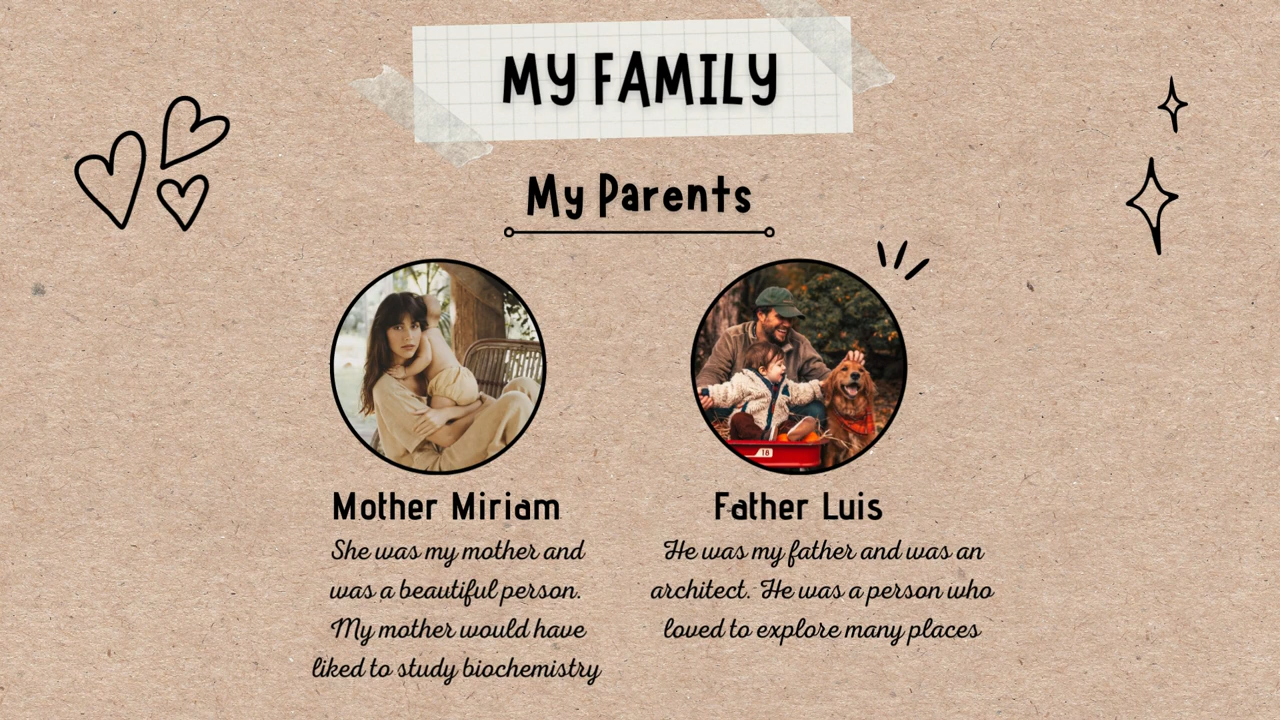 MY FAMILY
My Parents
18
Mother Miriam
She was my mother and
was a beautiful person.
My mother would have
liked to study biochemistry
Father Luis
He was my father and was an
architect. He was a person who
loved to explore many places